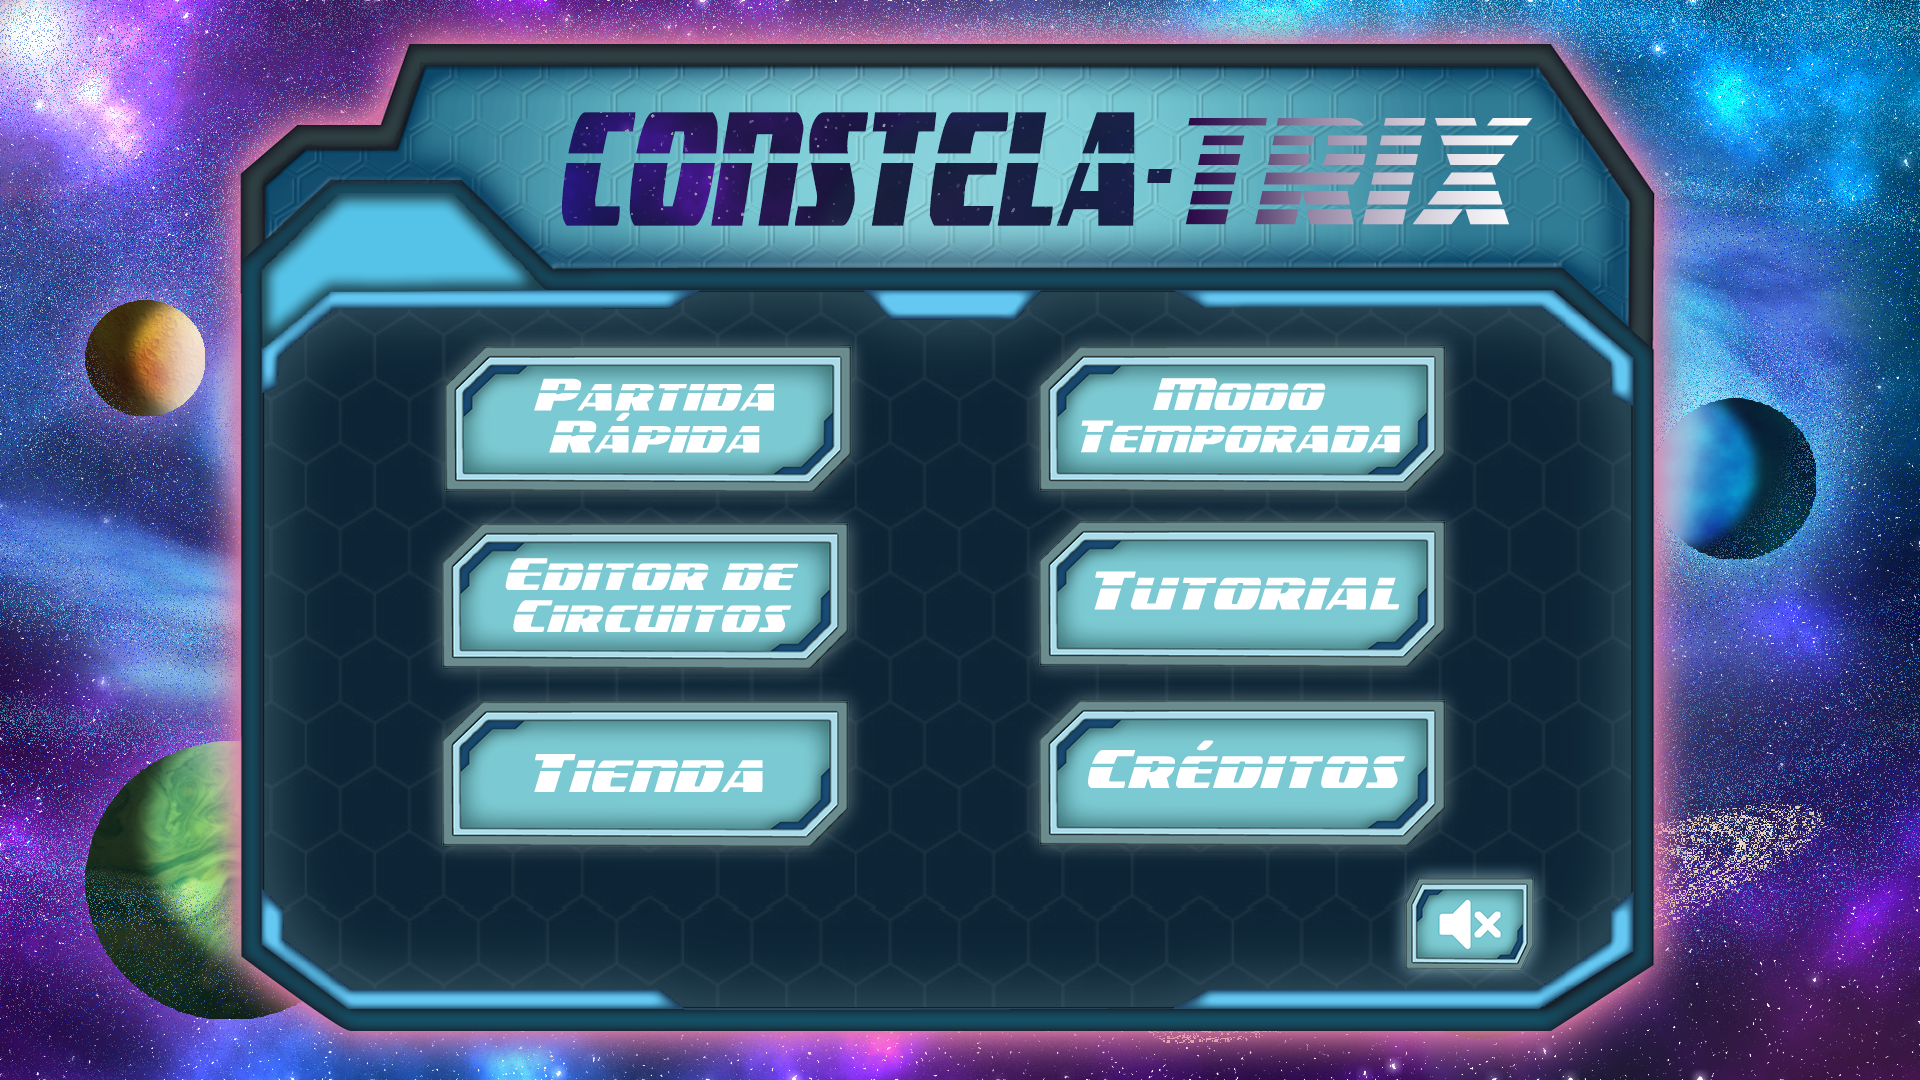 CONSTELA-TRIX
PARTIDA
RÁPIDA
MODO
TEMPORADA
EDITOR DE
CIRCUITOS
TUTORIAL
TIENDA
CRÉDITOS